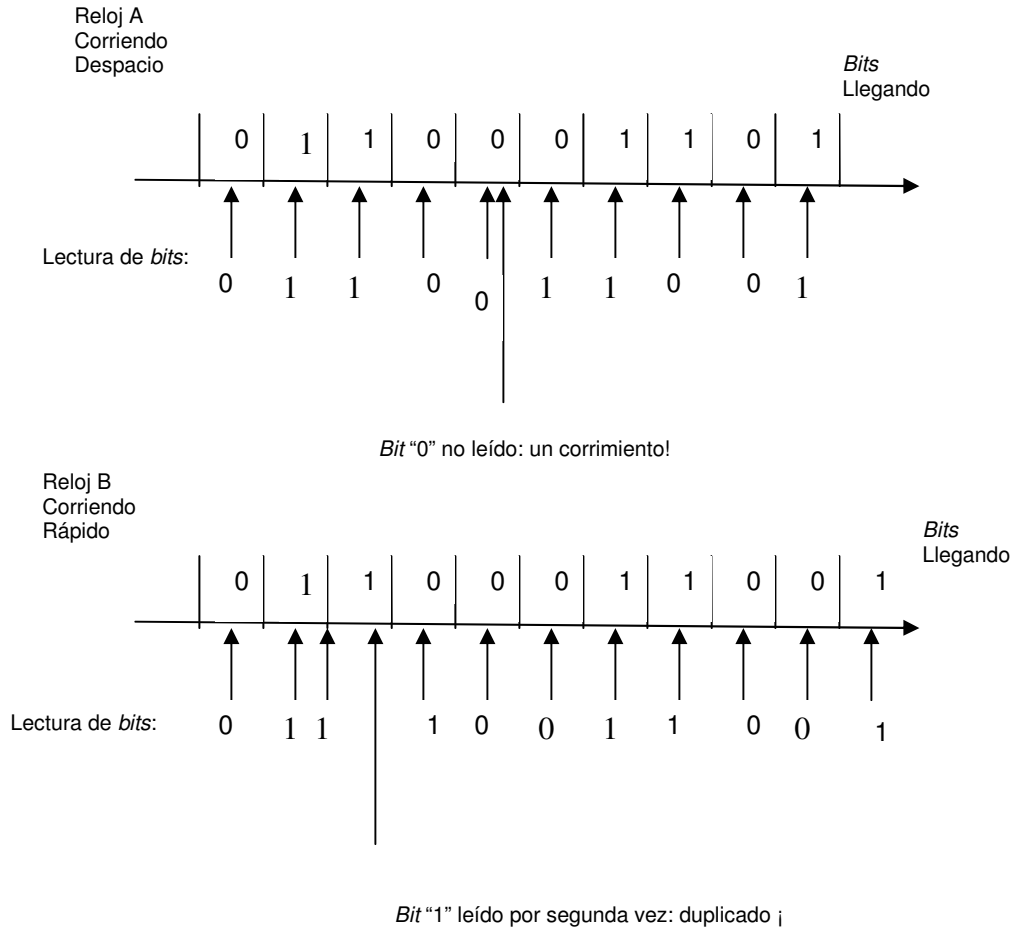 Reloj A
Corriendo
Despacio
Bits
Llegando
0 1 1 0 0 0 1 1 0 1
Lectura de bits:
0 1 1 0 0 1 1 0 0 1
Bit “0” no leído: un corrimiento!
Reloj B
Corriendo
Rápido
Bits
Llegando
0 1 1 0 0 0 1 1 0 0 1
Lectura de bits:
0 1 1 1 0 0 1 1 0 0 1
Bit “1” leído por segunda vez: duplicado ¡